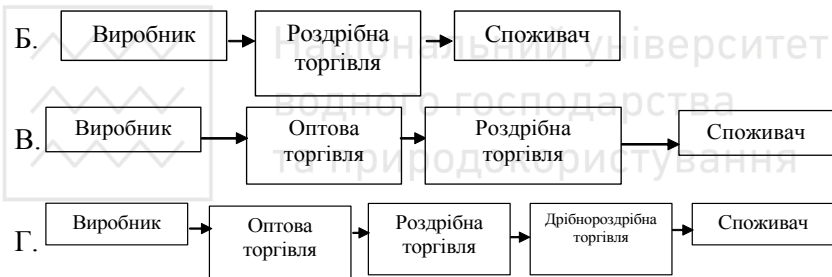 Б. Виробник Роздрібна торгівля Споживач
Національний університет
водного господарства
та природокористування
В. Виробник Оптова торгівля Роздрібна торгівля Споживач
Г. Виробник Оптова торгівля Роздрібна торгівля Дрібнороздрібна торгівля Споживач